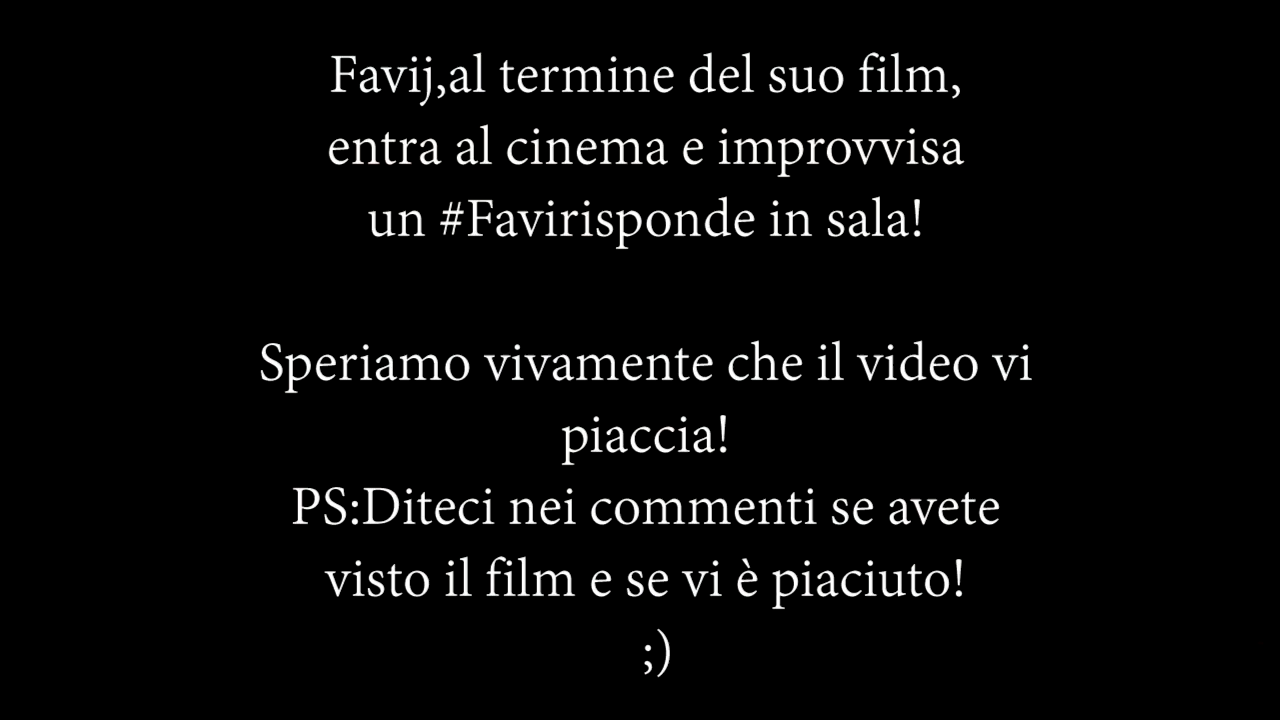 Favij,al termine del suo film,
entra al cinema e improvvisa
un #Favirisponde in sala!
Speriamo vivamente che il video vi
piaccia!
PS:Diteci nei commenti se avete
visto il film e se vi è piaciuto!
;)